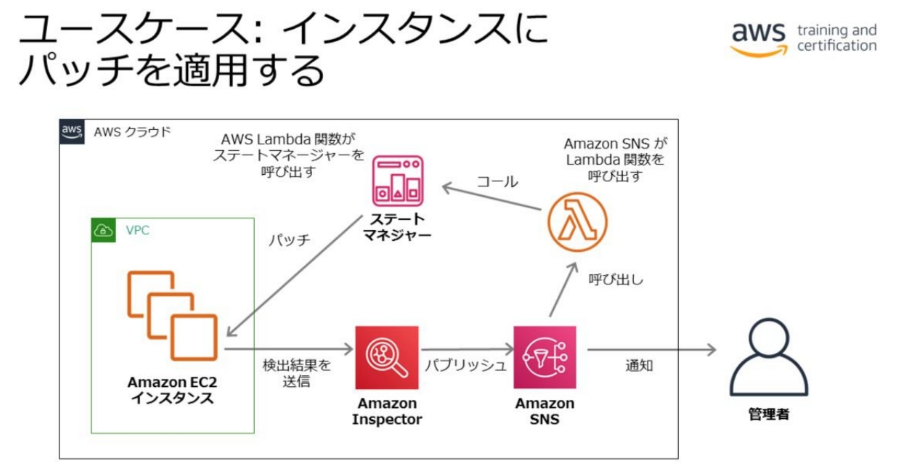 ユースケース: インスタンスに
パッチを適用する
aws training and
certification
aws AWS クラウド
AWS Lambda 関数が
ステートマネージャーを
呼び出す
Amazon SNS が
Lambda 関数を
呼び出す
コール
ステート
マネジャー
VPC
パッチ
呼び出し
検出結果を
送信
パブリッシュ
通知
Amazon EC2
インスタンス
Amazon
Inspector
Amazon
SNS
管理者